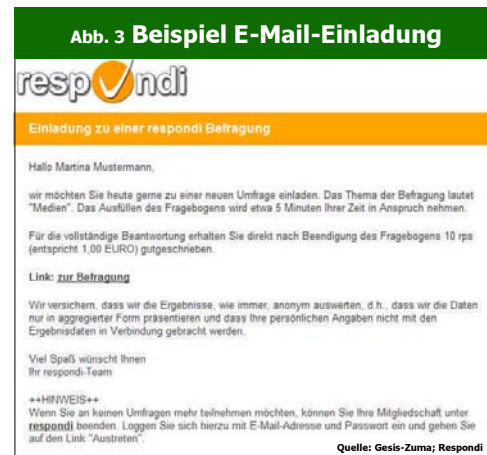 Abb. 3 Beispiel E-Mail-Einladung
respondi
Einladung zu einer respondi Befragung
Hallo Martina Mustermann,
wir möchten Sie heute gerne zu einer neuen Umfrage einladen. Das Thema der Befragung lautet
"Medien". Das Ausfüllen des Fragebogens wird etwa 5 Minuten Ihrer Zeit in Anspruch nehmen.
Für die vollständige Beantwortung erhalten Sie direkt nach Beendigung des Fragebogens 10 rps
(entspricht 1,00 EURO) gutgeschrieben.
Link: zur Befragung
Wir versichern, dass wir die Ergebnisse, wie immer, anonym auswerten, d.h., dass wir die Daten
nur in aggregierter Form präsentieren und dass Ihre persönlichen Angaben nicht mit den
Ergebnisdaten in Verbindung gebracht werden.
Viel Spaß wünscht Ihnen
Ihr respondi-Team
++HINWEIS++
Wenn Sie an keinen Umfragen mehr teilnehmen möchten, können Sie Ihre Mitgliedschaft unter
respondi beenden. Loggen Sie sich hierzu mit E-Mail-Adresse und Passwort ein und gehen Sie
auf den Link "Austreten".
Quelle: Gesis-Zuma; Respondi